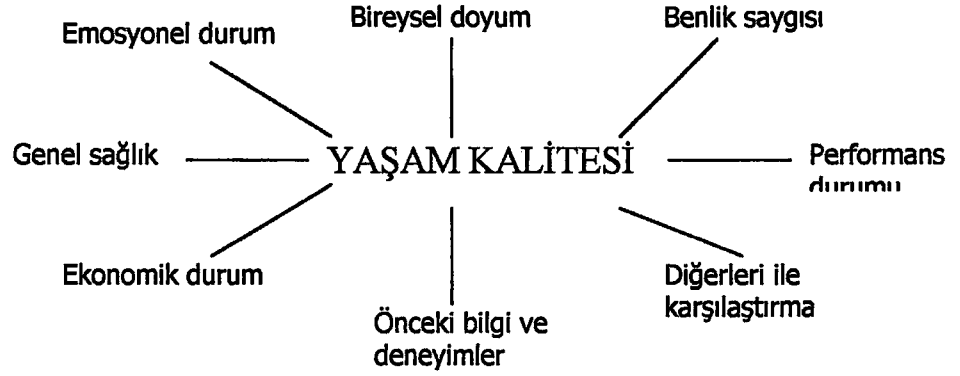 Emosyonel durum
Bireysel doyum
Benlik saygısı
Genel sağlık
YAŞAM KALİTESİ
Performans
durumu
Ekonomik durum
Önceki bilgi ve
deneyimler
Diğerleri ile
karşılaştırma